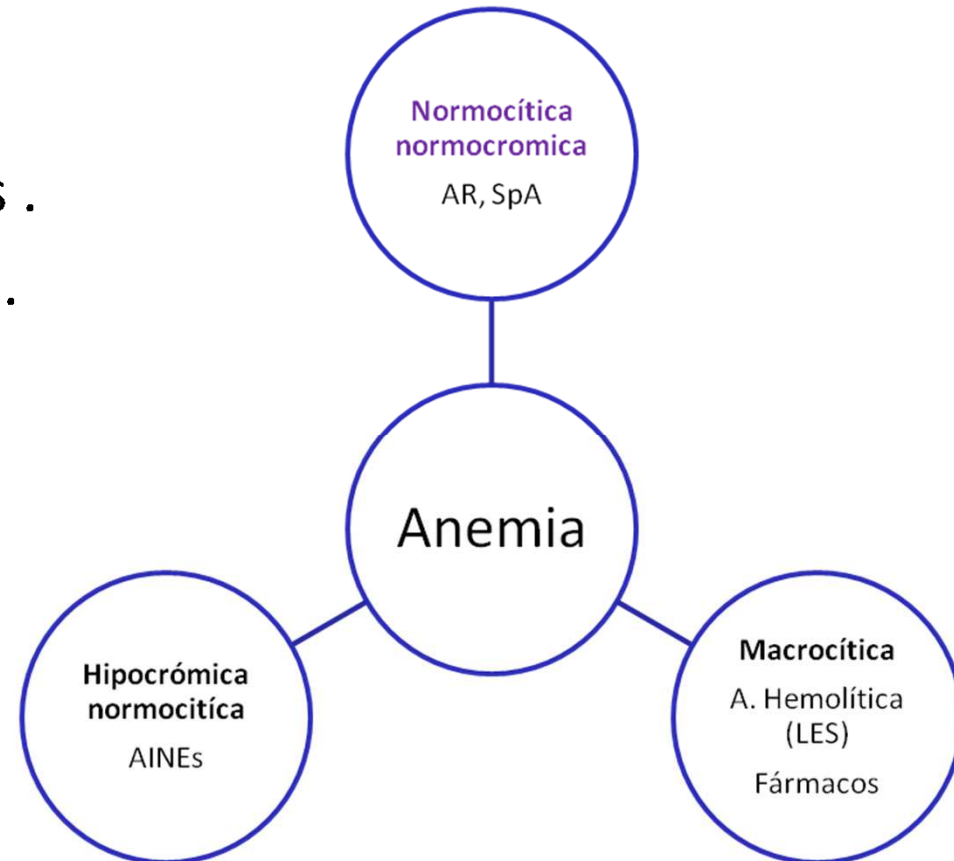 Normocítica
normocromica
AR, SpA
s .
.
Anemia
Hipocrómica
normocitíca
AINEs
Macrocítica
A. Hemolítica
(LES)
Fármacos